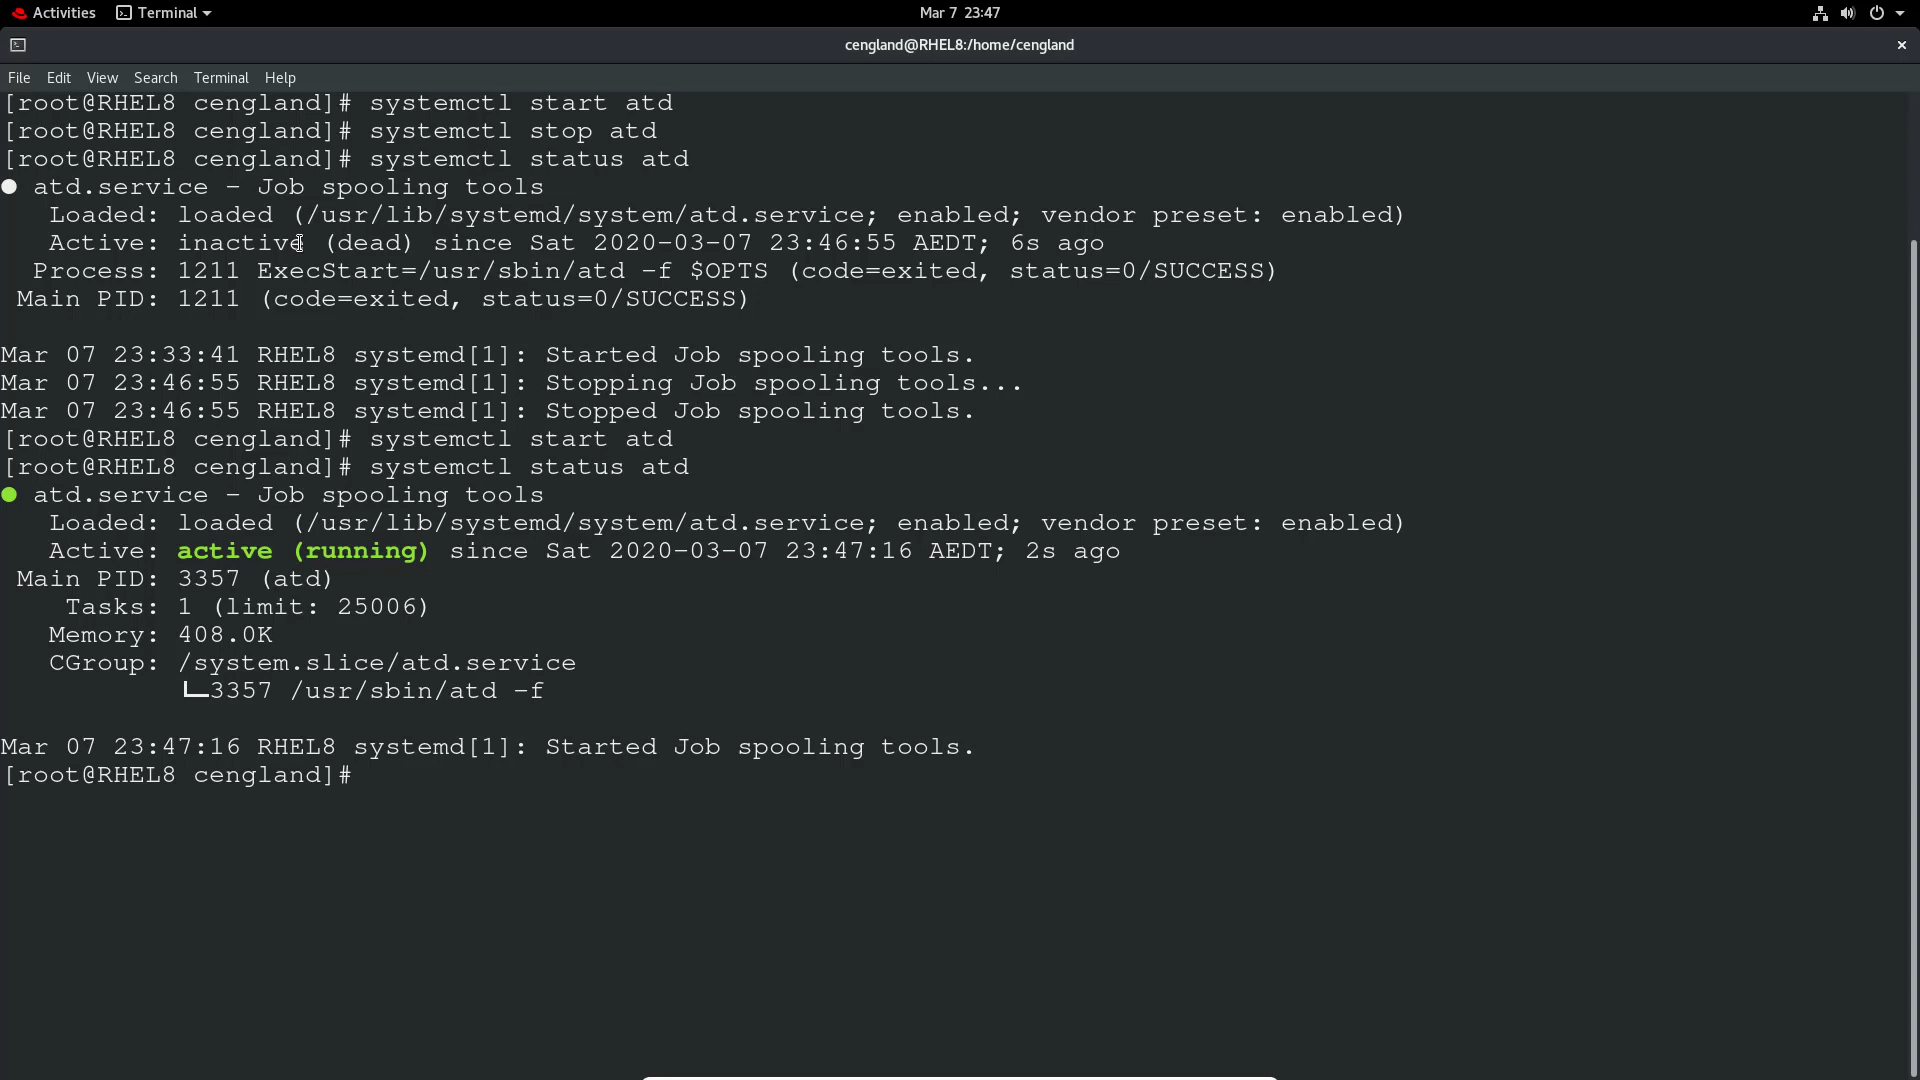 Activities Terminal Mar 7 23:47
cengland@RHEL8:/home/cengland
File Edit View Search Terminal Help
[root@RHEL8 cengland]# systemctl start atd
[root@RHEL8 cengland]# systemctl stop atd
[root@RHEL8 cengland]# systemctl status atd
● atd.service - Job spooling tools
   Loaded: loaded (/usr/lib/systemd/system/atd.service; enabled; vendor preset: enabled)
   Active: inactive (dead) since Sat 2020-03-07 23:46:55 AEDT; 6s ago
  Process: 1211 ExecStart=/usr/sbin/atd -f $OPTS (code=exited, status=0/SUCCESS)
 Main PID: 1211 (code=exited, status=0/SUCCESS)

Mar 07 23:33:41 RHEL8 systemd[1]: Started Job spooling tools.
Mar 07 23:46:55 RHEL8 systemd[1]: Stopping Job spooling tools...
Mar 07 23:46:55 RHEL8 systemd[1]: Stopped Job spooling tools.
[root@RHEL8 cengland]# systemctl start atd
[root@RHEL8 cengland]# systemctl status atd
● atd.service - Job spooling tools
   Loaded: loaded (/usr/lib/systemd/system/atd.service; enabled; vendor preset: enabled)
   Active: active (running) since Sat 2020-03-07 23:47:16 AEDT; 2s ago
 Main PID: 3357 (atd)
    Tasks: 1 (limit: 25006)
   Memory: 408.0K
   CGroup: /system.slice/atd.service
           └─3357 /usr/sbin/atd -f

Mar 07 23:47:16 RHEL8 systemd[1]: Started Job spooling tools.
[root@RHEL8 cengland]#